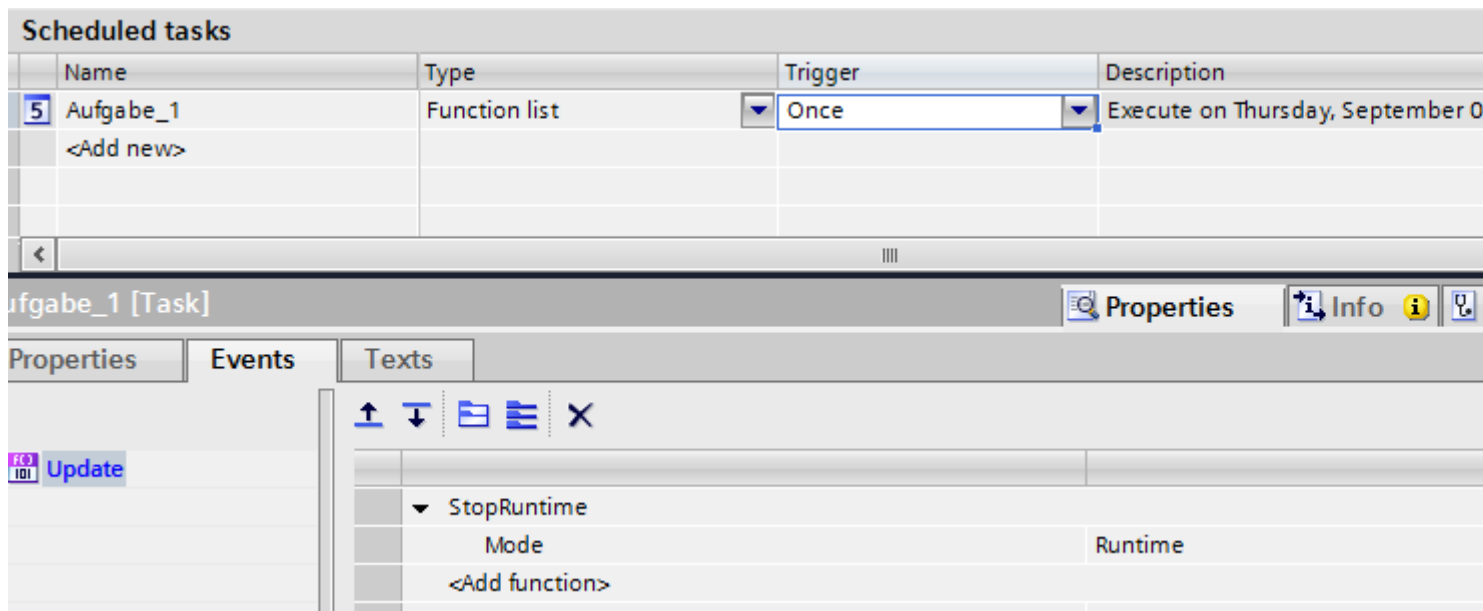 Scheduled tasks
Name Type Trigger Description
5 Aufgabe_1 Function list Once Execute on Thursday, September 0
<Add new>
ufgabe_1 [Task] Properties Info
Properties Events Texts
Update
StopRuntime
Mode Runtime
<Add function>